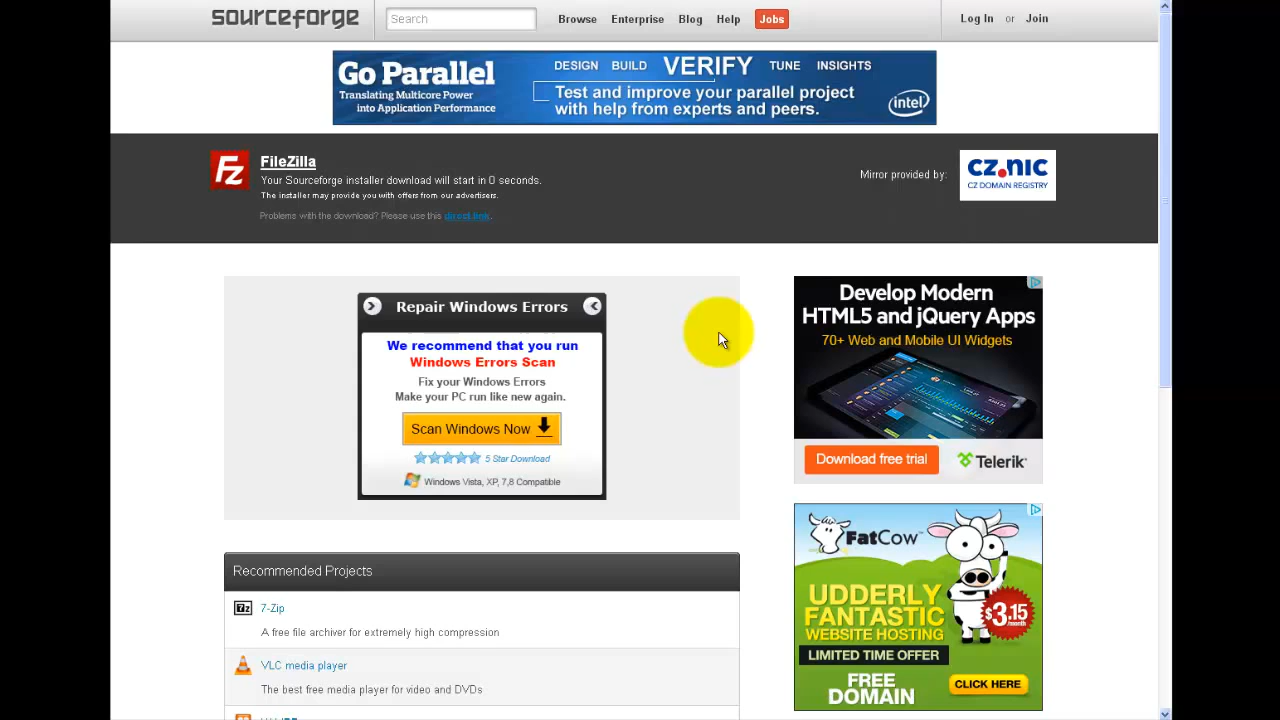 sourceforge
Search
Browse Enterprise Blog Help Jobs
Log In or Join
Go Parallel
Translating Multicore Power
into Application Performance
DESIGN BUILD VERIFY TUNE INSIGHTS
Test and improve your parallel project
with help from experts and peers.
intel
Fz
FileZilla
Your Sourceforge installer download will start in 0 seconds.
The installer may provide you with offers from our advertisers.
Problems with the download? Please use this direct link.
Mirror provided by:
CZ.NIC
CZ DOMAIN REGISTRY
Repair Windows Errors
We recommend that you run
Windows Errors Scan
Fix your Windows Errors
Make your PC run like new again.
Scan Windows Now
5 Star Download
Windows Vista, XP, 7,8 Compatible
Develop Modern
HTML5 and jQuery Apps
70+ Web and Mobile UI Widgets
Download free trial
Telerik
FatCow
UDDERLY
FANTASTIC
WEBSITE HOSTING
$3.15
/month
LIMITED TIME OFFER
FREE
DOMAIN
CLICK HERE
Recommended Projects
7z
7-Zip
A free file archiver for extremely high compression
VLC media player
The best free media player for video and DVDs